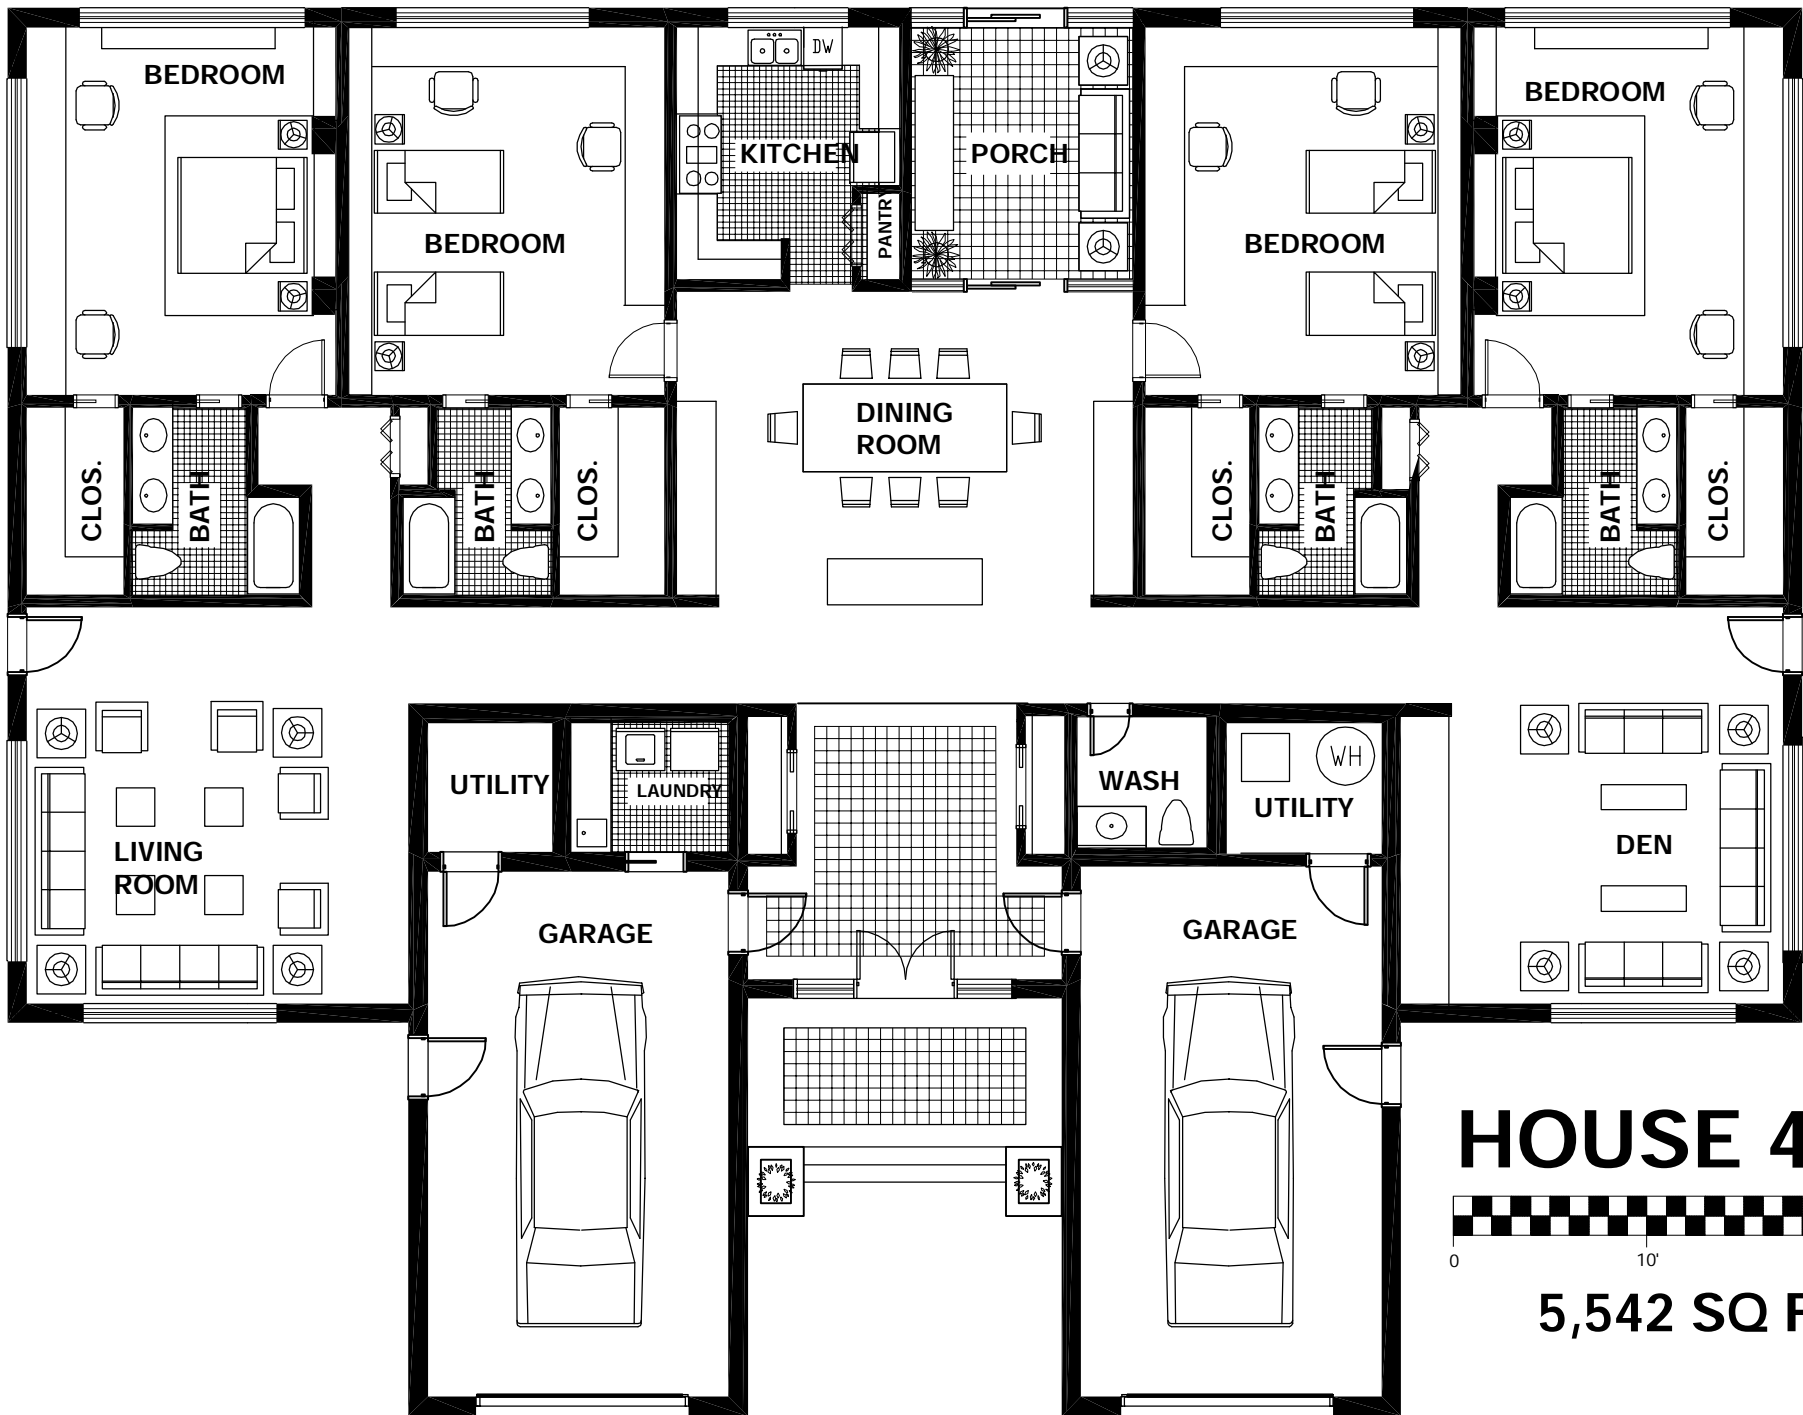 BEDROOM
BEDROOM
KITCHEN
DW
PANTRY
PORCH
BEDROOM
BEDROOM
DINING
ROOM
CLOS.
BATH
BATH
CLOS.
CLOS.
BATH
BATH
CLOS.
UTILITY
LAUNDRY
WASH
WH
UTILITY
LIVING
ROOM
DEN
GARAGE
GARAGE
HOUSE 4
0 10'
5,542 SQ F